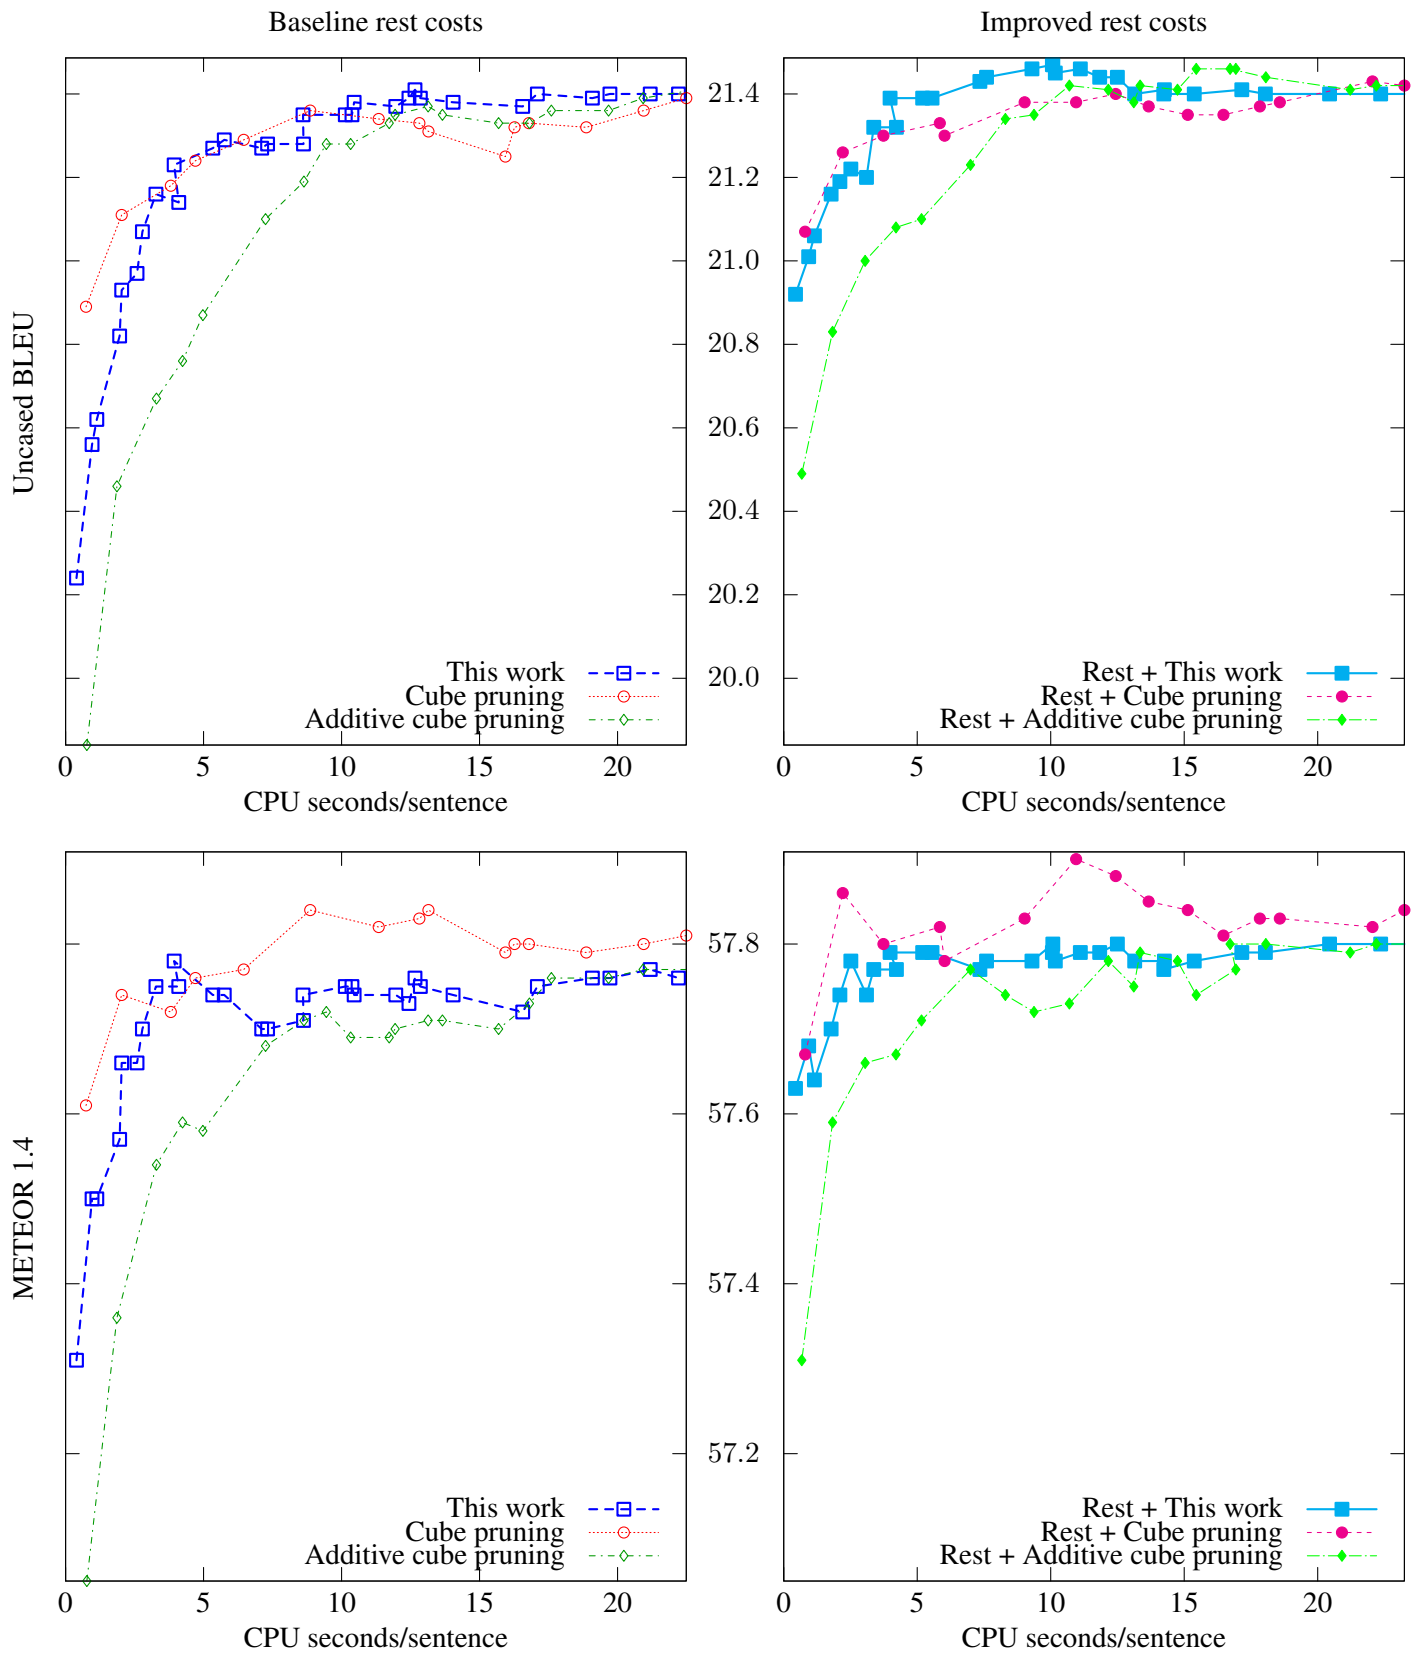 Baseline rest costs
Improved rest costs
Uncased BLEU
21.4
21.2
21.0
20.8
20.6
20.4
20.2
20.0
This work
Cube pruning
Additive cube pruning
Rest + This work
Rest + Cube pruning
Rest + Additive cube pruning
0 5 10 15 20
0 5 10 15 20
CPU seconds/sentence
CPU seconds/sentence
METEOR 1.4
57.8
57.6
57.4
57.2
This work
Cube pruning
Additive cube pruning
Rest + This work
Rest + Cube pruning
Rest + Additive cube pruning
0 5 10 15 20
0 5 10 15 20
CPU seconds/sentence
CPU seconds/sentence